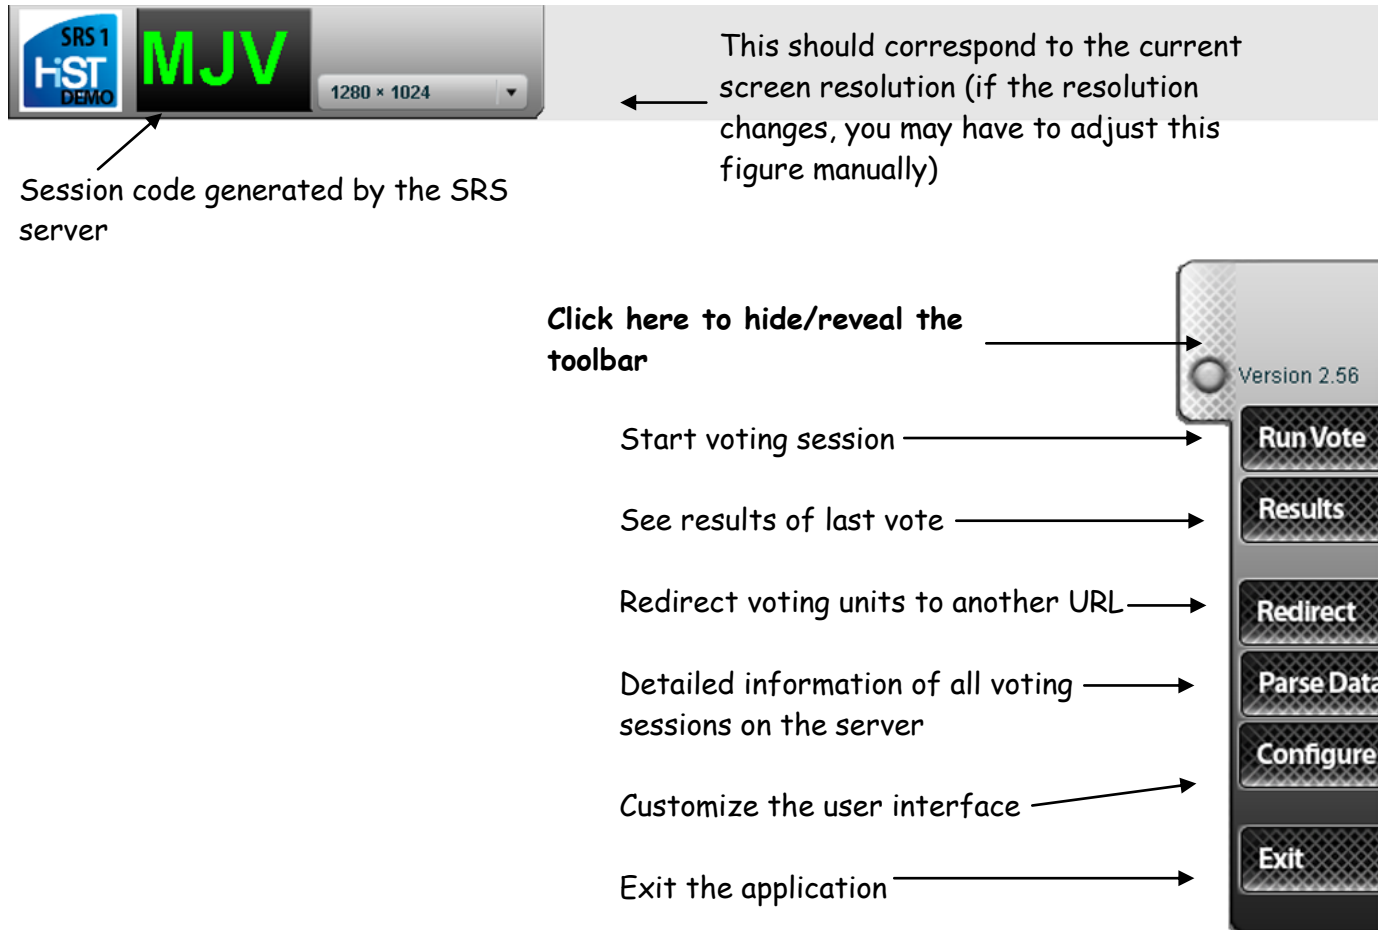 SRS 1
HiST
DEMO
MJV
1280 × 1024
This should correspond to the current
screen resolution (if the resolution
changes, you may have to adjust this
figure manually)
Session code generated by the SRS
server
Click here to hide/reveal the
toolbar
Version 2.56
Start voting session
Run Vote
See results of last vote
Results
Redirect voting units to another URL
Redirect
Detailed information of all voting
sessions on the server
Parse Data
Customize the user interface
Configure
Exit the application
Exit